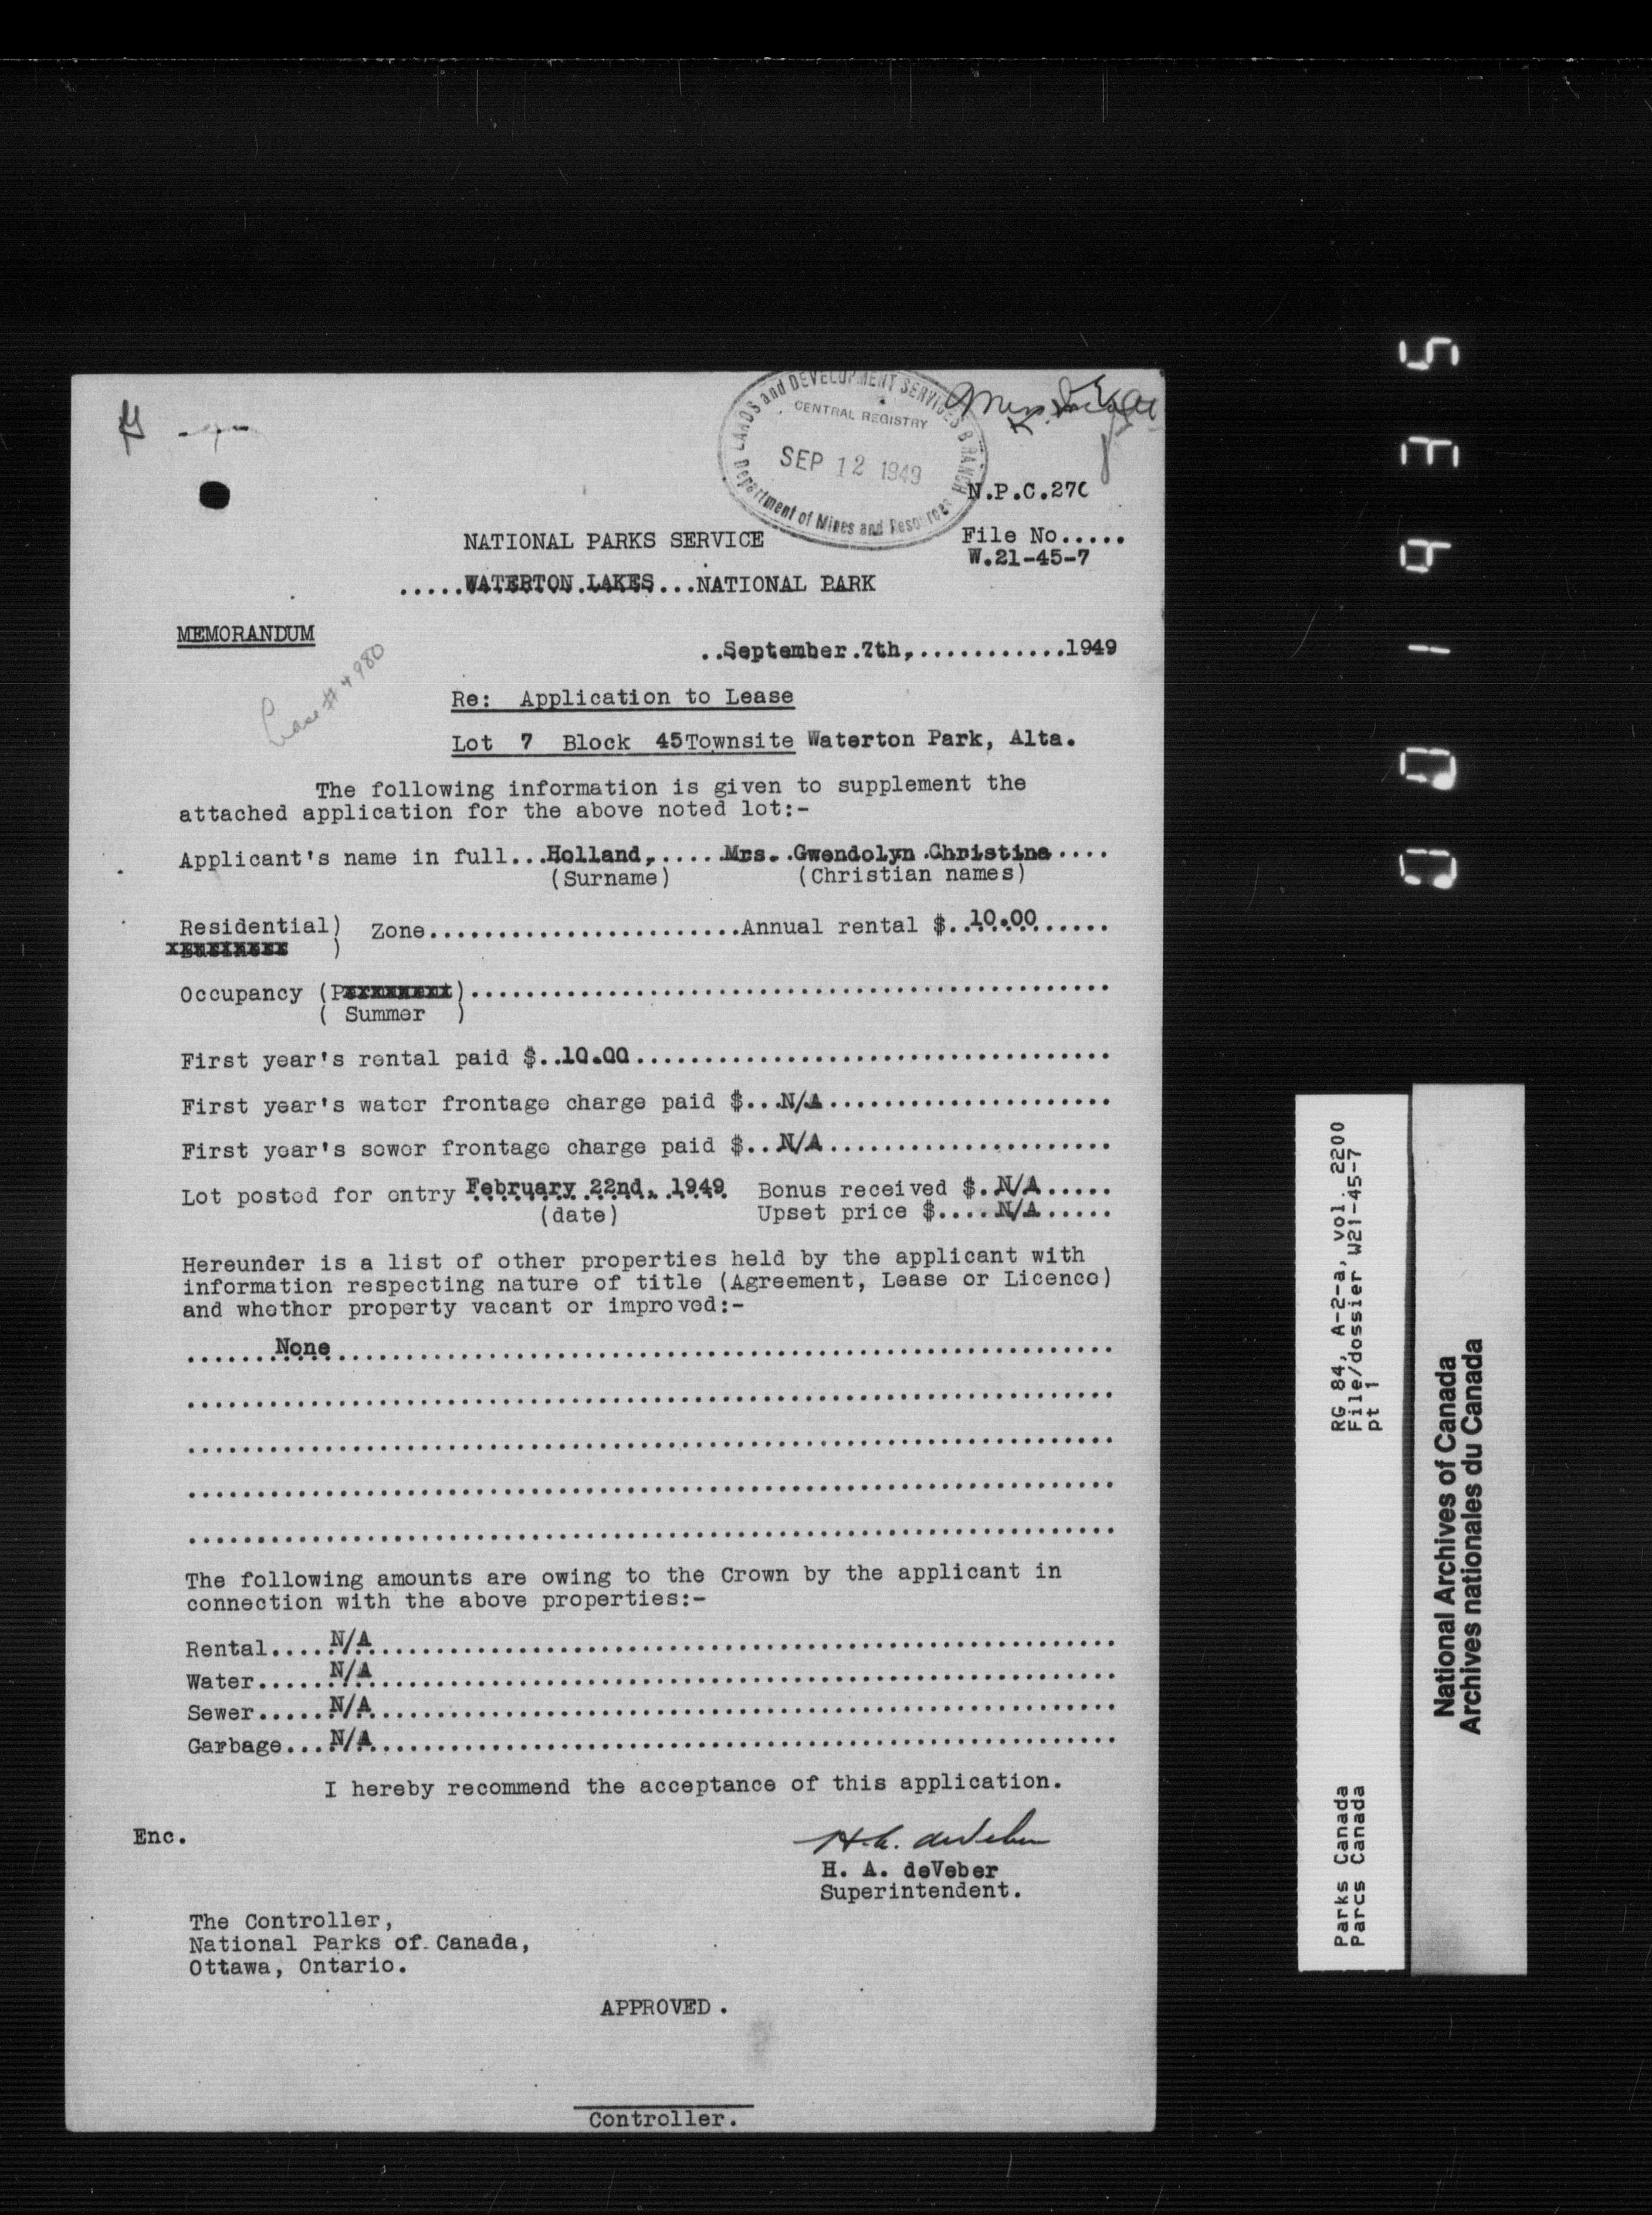 LANDS and DEVELOPMENT SERVICES BRANCH
CENTRAL REGISTRY
SEP 12 1949
Department of Mines and Resources
N.P.C.27
NATIONAL PARKS SERVICE
File No.....
W.21-45-7
.....WATERTON.LAKES...NATIONAL PARK
MEMORANDUM
..September.7th,............1949
Lease # 4980
Re: Application to Lease
Lot 7 Block 45Townsite Waterton Park, Alta.
The following information is given to supplement the
attached application for the above noted lot:-
Applicant's name in full...Holland,.....Mrs..Gwendolyn.Christina....
(Surname) (Christian names)
Residential) Zone.......................Annual rental $..10.00......
Business )
Occupancy (Permanent)...............................................
( Summer )
First year's rental paid $..10.00...................................
First year's water frontage charge paid $...N/A.....................
First year's sewer frontage charge paid $..N/A.....................
Lot posted for entry February 22nd, 1949 Bonus received $.N/A.....
(date) Upset price $....N/A.....
Hereunder is a list of other properties held by the applicant with
information respecting nature of title (Agreement, Lease or Licence)
and whether property vacant or improved:-
.......None.........................................................
....................................................................
....................................................................
....................................................................
....................................................................
The following amounts are owing to the Crown by the applicant in
connection with the above properties:-
Rental....N/A......................................................
Water.....N/A......................................................
Sewer.....N/A......................................................
Garbage...N/A......................................................
I hereby recommend the acceptance of this application.
Enc.
H. A. deVeber
H. A. deVeber
Superintendent.
The Controller,
National Parks of Canada,
Ottawa, Ontario.
APPROVED.
Controller.
001935
RG 84, A-2-a, vol. 2200
File/dossier W21-45-7
pt 1
Parks Canada
Parcs Canada
National Archives of Canada
Archives nationales du Canada